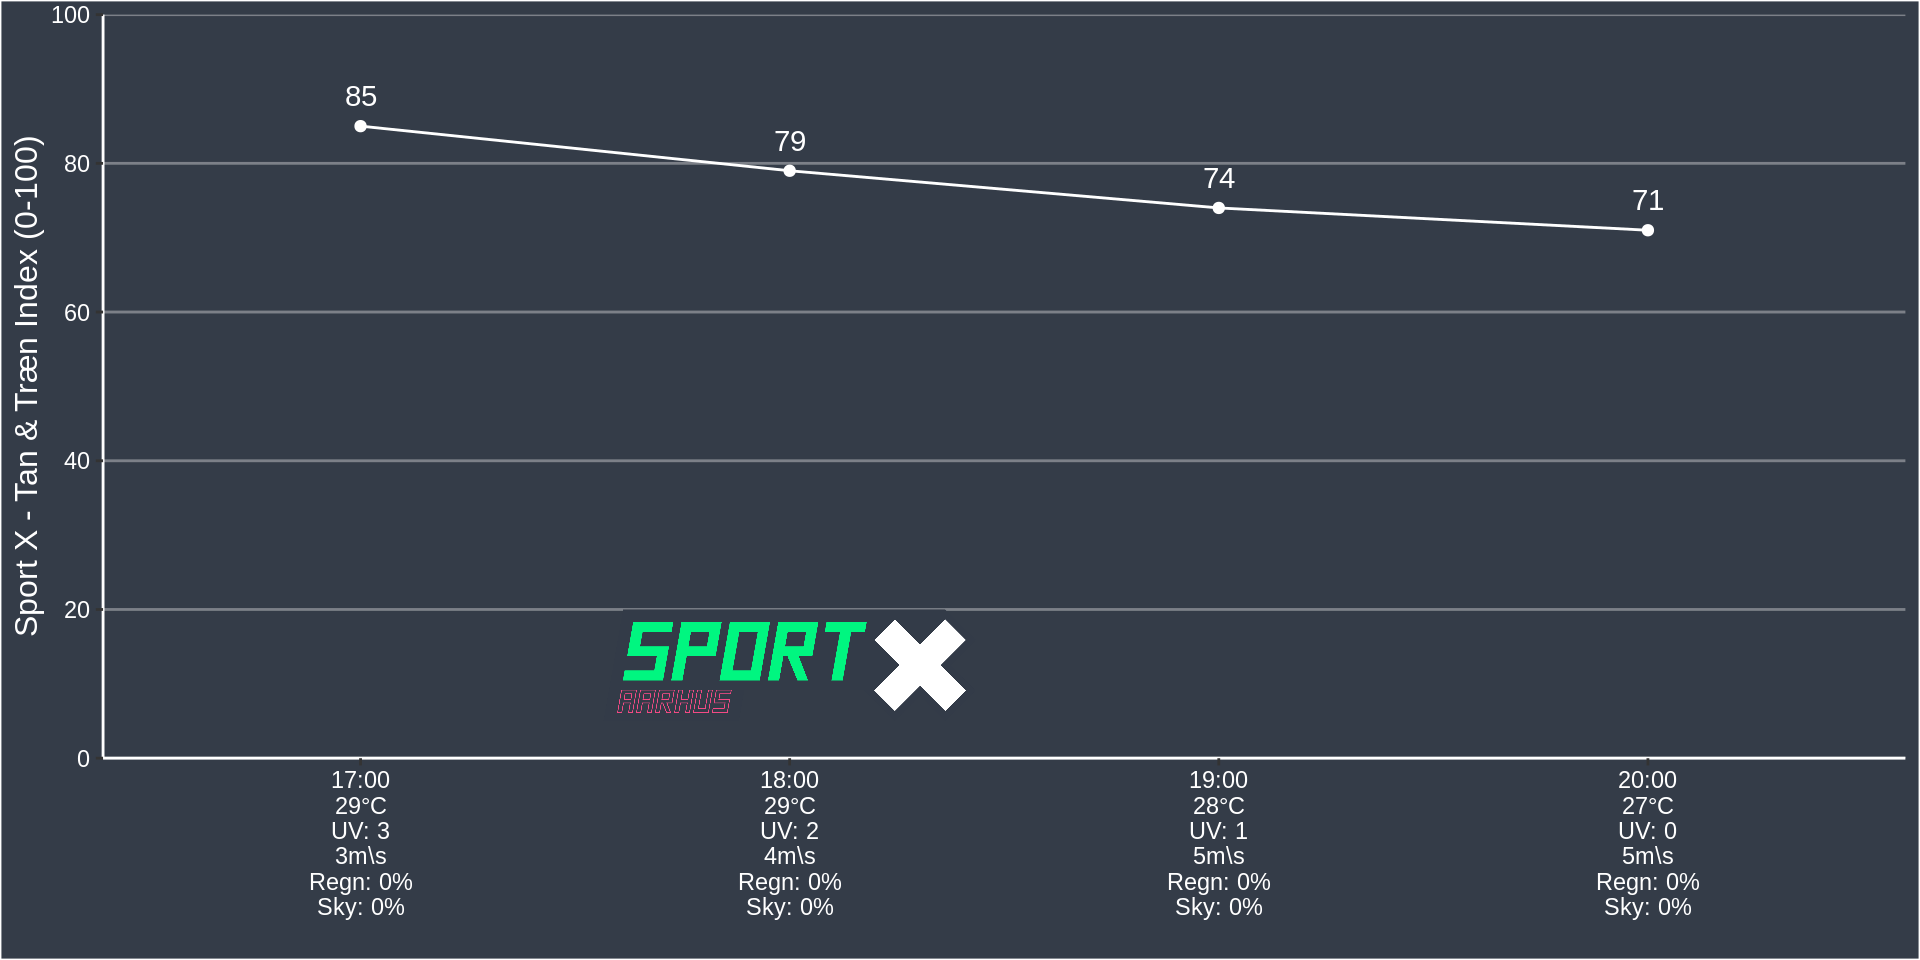 Sport X - Tan & Træn Index (0-100)
100
80
60
40
20
0
85
79
74
71
SPORT X
AARHUS
17:00
29°C
UV: 3
3m\s
Regn: 0%
Sky: 0%
18:00
29°C
UV: 2
4m\s
Regn: 0%
Sky: 0%
19:00
28°C
UV: 1
5m\s
Regn: 0%
Sky: 0%
20:00
27°C
UV: 0
5m\s
Regn: 0%
Sky: 0%